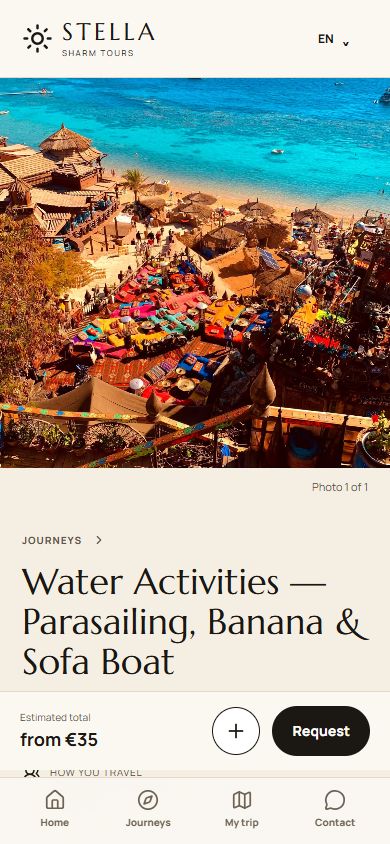 STELLA
SHARM TOURS
EN
Photo 1 of 1
JOURNEYS
Water Activities —
Parasailing, Banana &
Sofa Boat
Estimated total
from €35
+
Request
HOW YOU TRAVEL
Home
Journeys
My trip
Contact